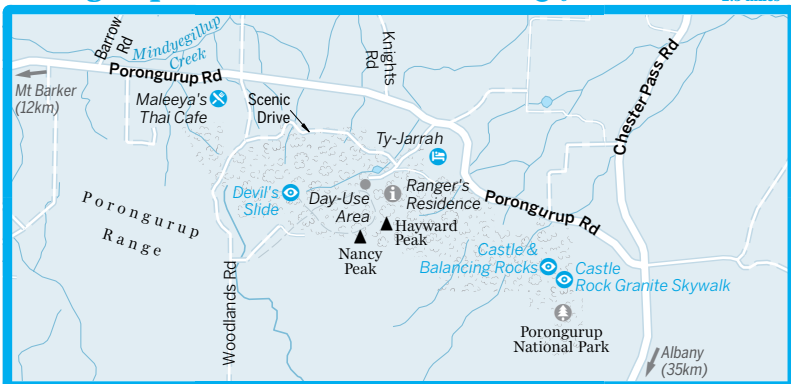 Barrow
Rd
Mindyegillup
Creek
Knights
Rd
Chester Pass Rd
Porongurup Rd
Mt Barker
(12km)
Maleeya's
Thai Cafe
Scenic
Drive
Ty-Jarrah
Devil's
Slide
Day-Use
Area
Ranger's
Residence
Porongurup Rd
Porongurup
Range
Hayward
Peak
Nancy
Peak
Castle &
Balancing Rocks
Castle
Rock Granite Skywalk
Woodlands Rd
Porongurup
National Park
Albany
(35km)